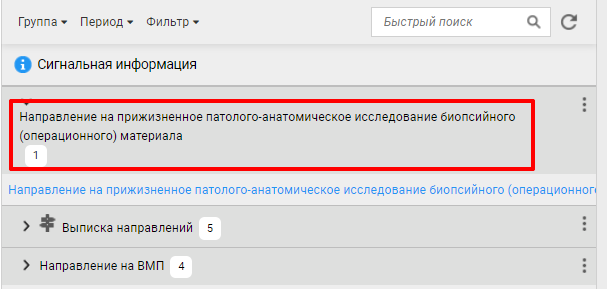 Группа Период Фильтр Быстрый поиск
Сигнальная информация
Направление на прижизненное патолого-анатомическое исследование биопсийного
(операционного) материала
1
Направление на прижизненное патолого-анатомическое исследование биопсийного (операционного
Выписка направлений 5
Направление на ВМП 4